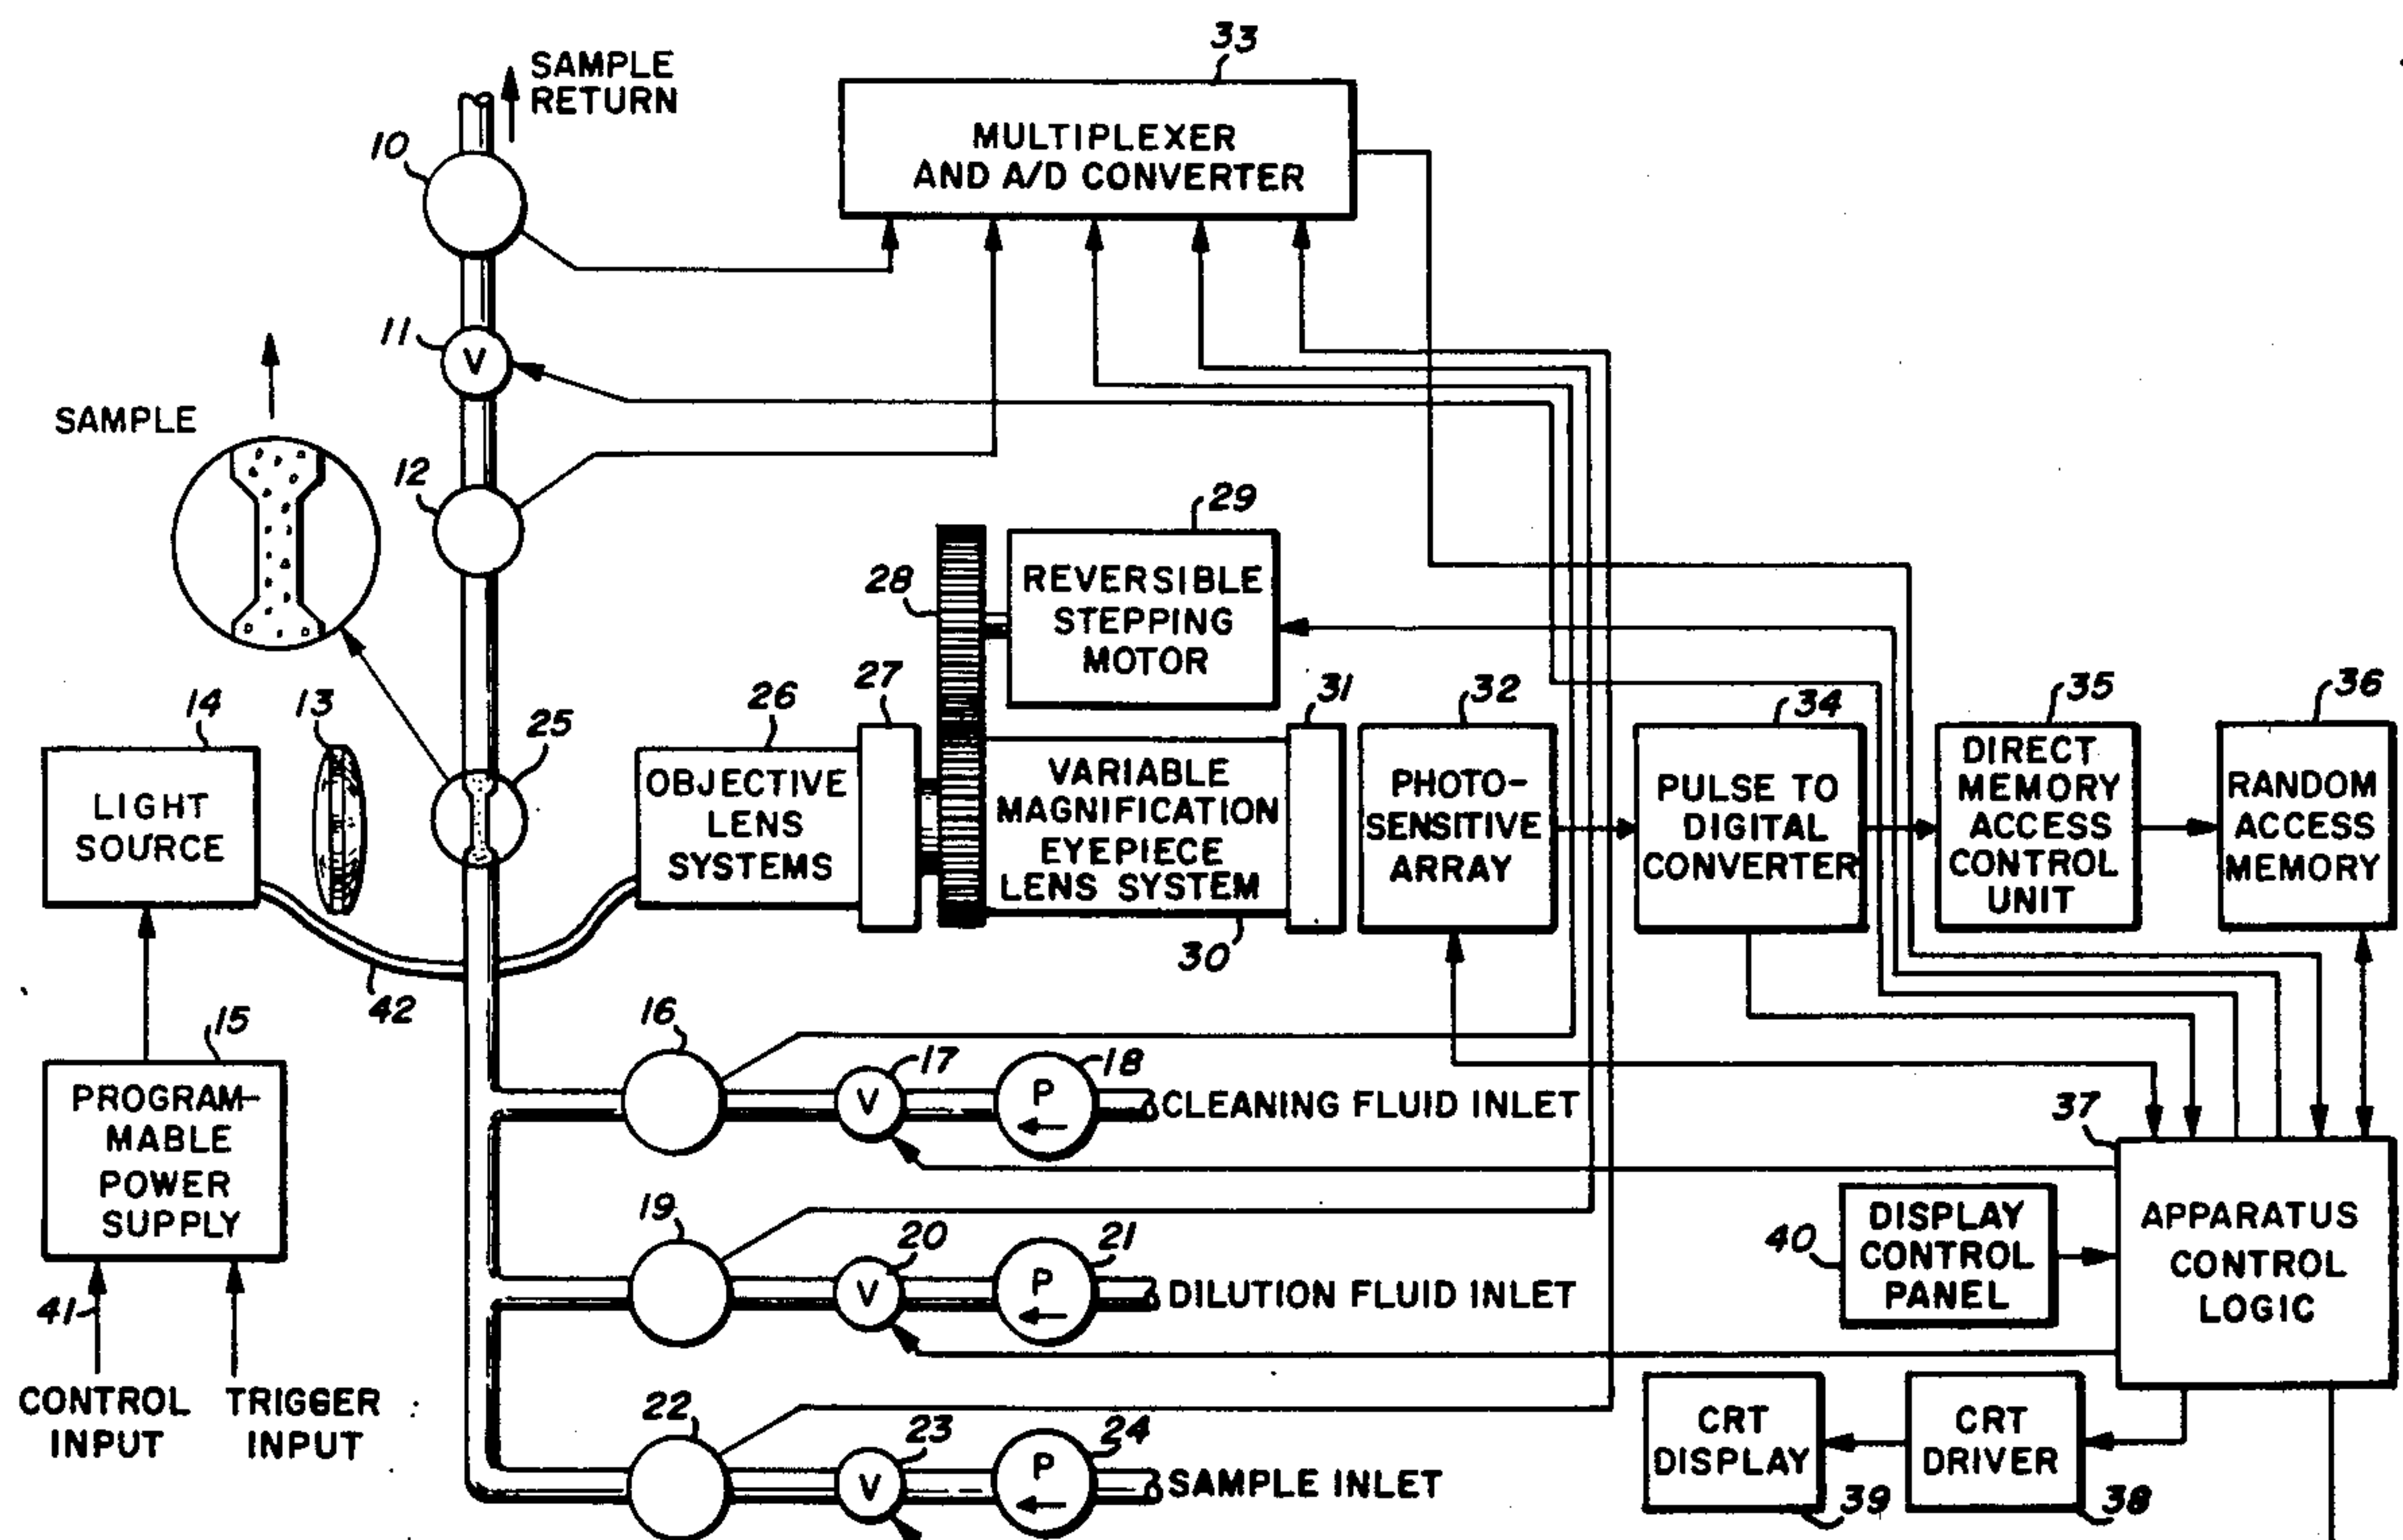 33
SAMPLE
RETURN
10
MULTIPLEXER
AND A/D CONVERTER
11
V
SAMPLE
12
29
28
REVERSIBLE
STEPPING
MOTOR
27
31
32
34
35
36
14
13
25
26
LIGHT
SOURCE
OBJECTIVE
LENS
SYSTEMS
VARIABLE
MAGNIFICATION
EYEPIECE
LENS SYSTEM
PHOTO-
SENSITIVE
ARRAY
PULSE TO
DIGITAL
CONVERTER
DIRECT
MEMORY
ACCESS
CONTROL
UNIT
RANDOM
ACCESS
MEMORY
30
42
15
PROGRAM-
MABLE
POWER
SUPPLY
16
17
18
V
P
CLEANING FLUID INLET
37
19
20
21
V
P
DILUTION FLUID INLET
40
DISPLAY
CONTROL
PANEL
APPARATUS
CONTROL
LOGIC
41
CONTROL
INPUT
TRIGGER
INPUT
22
23
24
V
P
SAMPLE INLET
CRT
DISPLAY
39
CRT
DRIVER
38